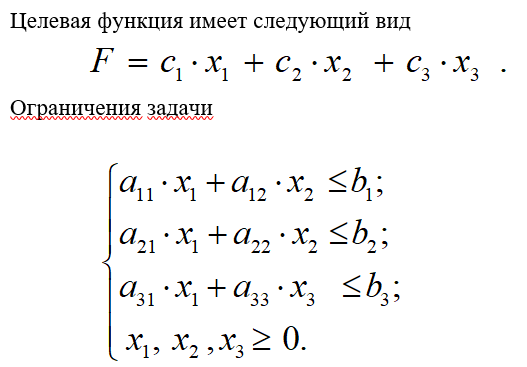 Целевая функция имеет следующий вид
F = c₁ · x₁ + c₂ · x₂ + c₃ · x₃ .
Ограничения задачи
a₁₁ · x₁ + a₁₂ · x₂ ≤ b₁;
a₂₁ · x₁ + a₂₂ · x₂ ≤ b₂;
a₃₁ · x₁ + a₃₃ · x₃ ≤ b₃;
x₁, x₂, x₃ ≥ 0.